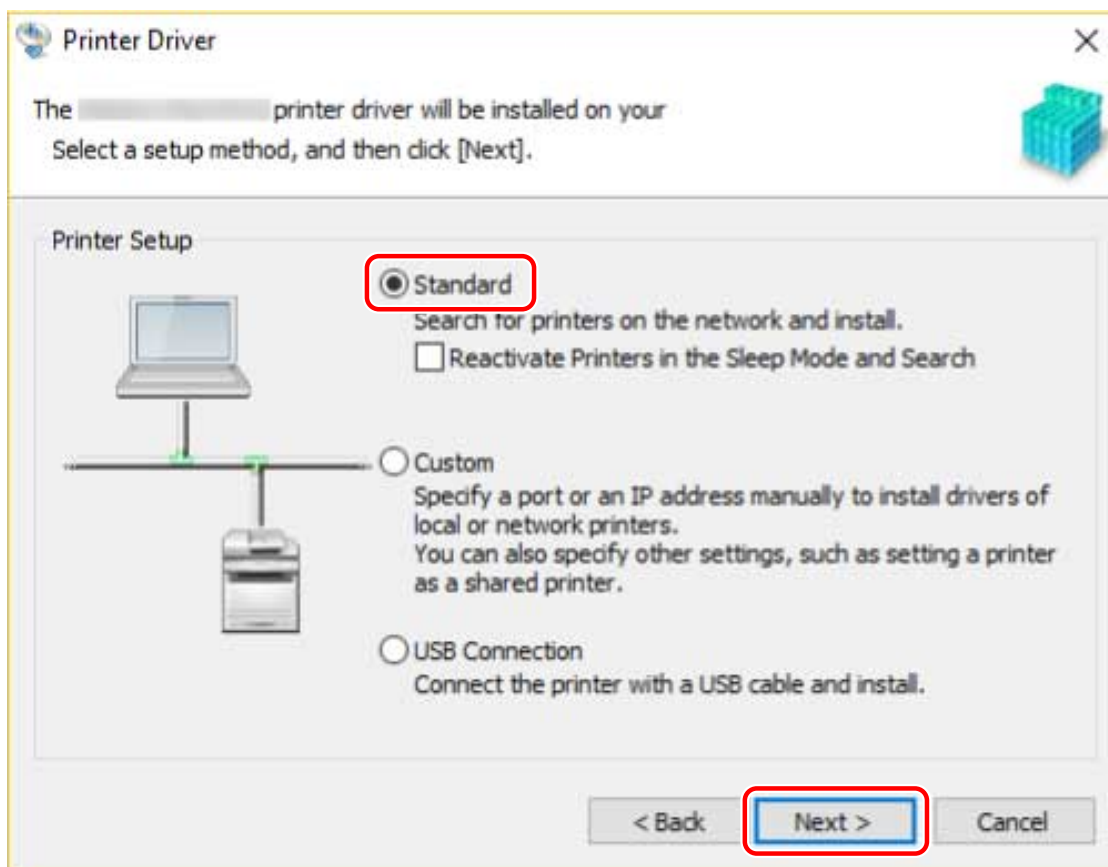 Printer Driver
The printer driver will be installed on your
Select a setup method, and then click [Next].
Printer Setup
Standard
Search for printers on the network and install.
Reactivate Printers in the Sleep Mode and Search
Custom
Specify a port or an IP address manually to install drivers of
local or network printers.
You can also specify other settings, such as setting a printer
as a shared printer.
USB Connection
Connect the printer with a USB cable and install.
< Back
Next >
Cancel